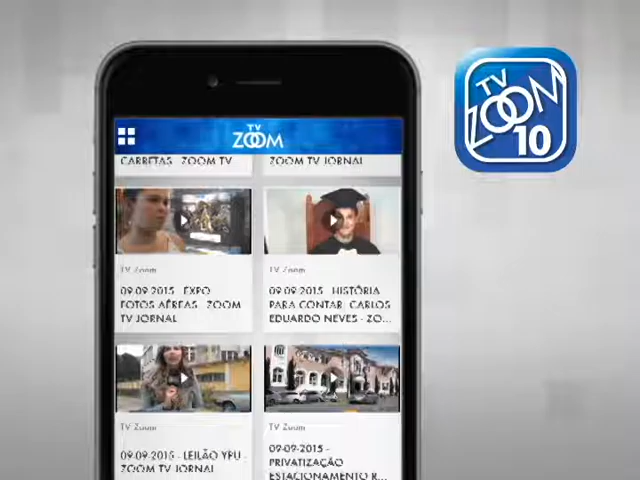 TV
ZOOM
TV
ZOOM
10
CARRETAS - ZOOM TV
ZOOM TV JORNAL
TV Zoom
09-09-2015 - EXPO
FOTOS AÉREAS - ZOOM
TV JORNAL
TV Zoom
09-09-2015 - HISTÓRIA
PARA CONTAR: CARLOS
EDUARDO NEVES - ZO...
TV Zoom
09-09-2015 - LEILÃO YPU -
ZOOM TV JORNAL
TV Zoom
09-09-2015 -
PRIVATIZAÇÃO
ESTACIONAMENTO R...